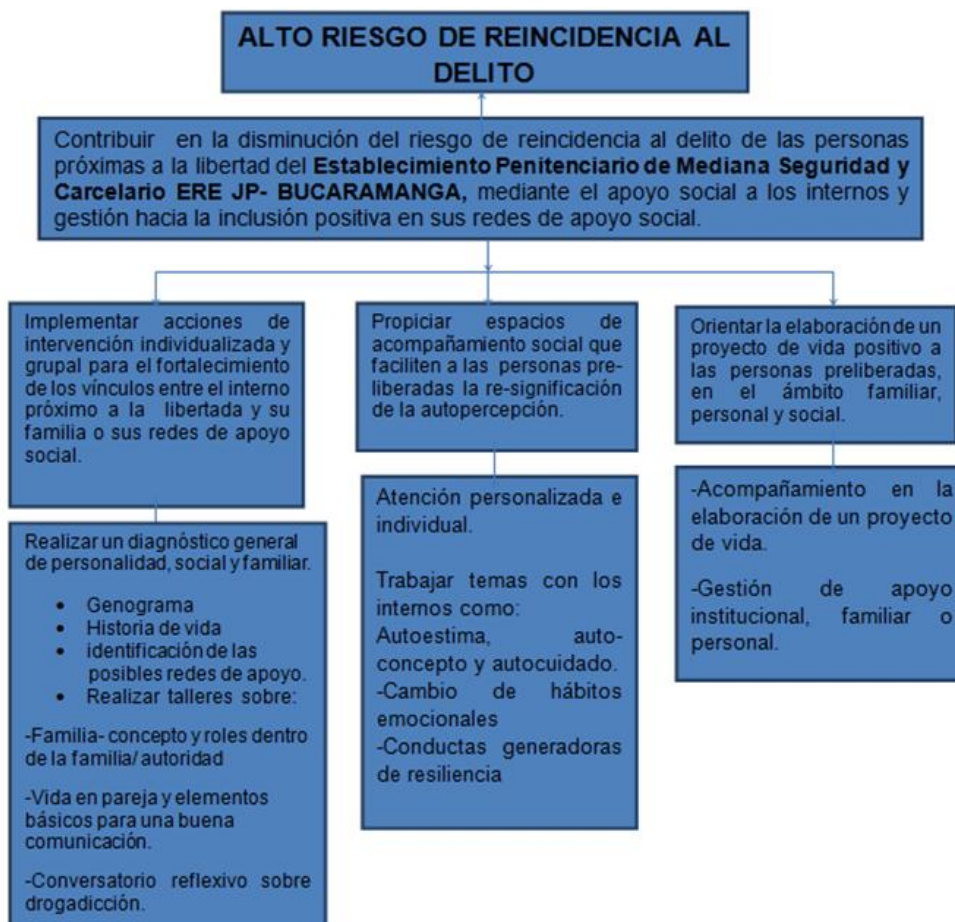 ALTO RIESGO DE REINCIDENCIA AL
DELITO
Contribuir en la disminución del riesgo de reincidencia al delito de las personas
próximas a la libertad del Establecimiento Penitenciario de Mediana Seguridad y
Carcelario ERE JP- BUCARAMANGA, mediante el apoyo social a los internos y
gestión hacia la inclusión positiva en sus redes de apoyo social.
Implementar acciones de
intervención individualizada y
grupal para el fortalecimiento
de los vínculos entre el interno
próximo a la libertada y su
familia o sus redes de apoyo
social.
Realizar un diagnóstico general
de personalidad, social y familiar.
• Genograma
• Historia de vida
• identificación de las
posibles redes de apoyo.
• Realizar talleres sobre:
-Familia- concepto y roles dentro
de la familia/ autoridad
-Vida en pareja y elementos
básicos para una buena
comunicación.
-Conversatorio reflexivo sobre
drogadicción.
Propiciar espacios de
acompañamiento social que
faciliten a las personas pre-
liberadas la re-significación
de la autopercepción.
Atención personalizada e
individual.
Trabajar temas con los
internos como:
Autoestima, auto-
concepto y autocuidado.
-Cambio de hábitos
emocionales
-Conductas generadoras
de resiliencia
Orientar la elaboración de un
proyecto de vida positivo a
las personas preliberadas,
en el ámbito familiar,
personal y social.
-Acompañamiento en la
elaboración de un proyecto
de vida.
-Gestión de apoyo
institucional, familiar o
personal.